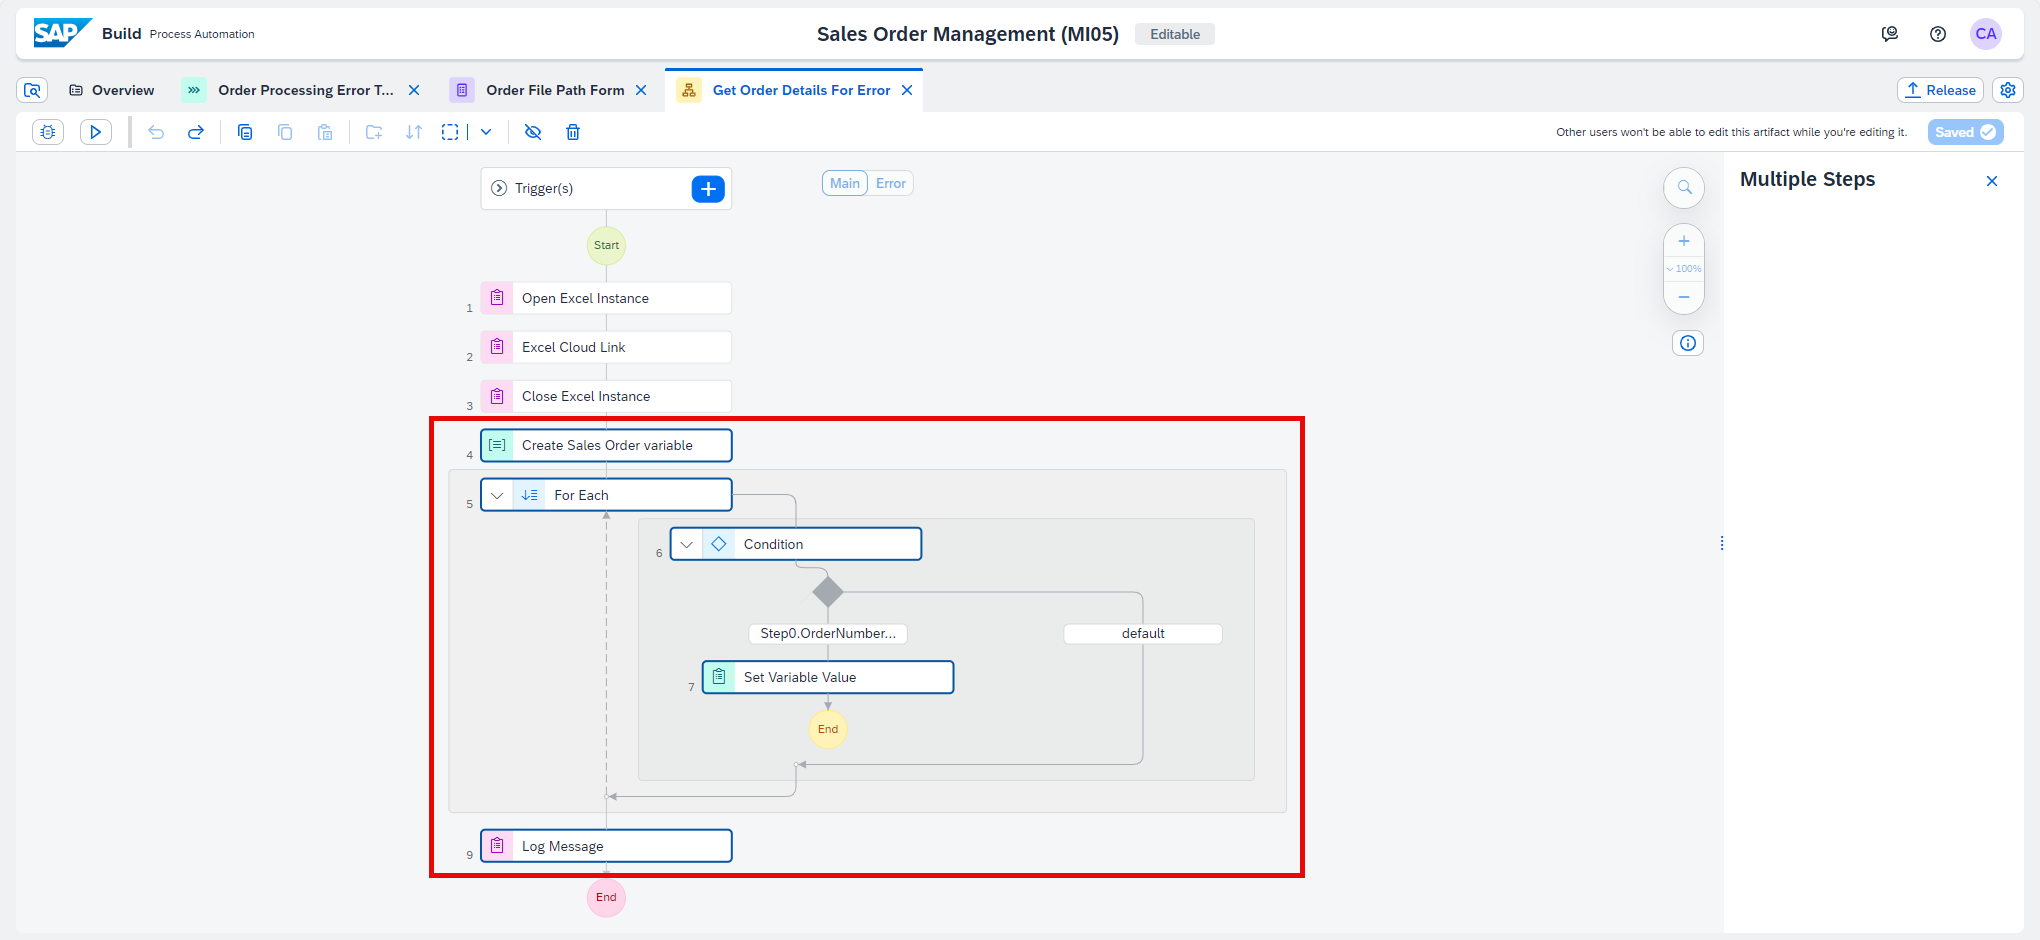 SAP Build Process Automation
Sales Order Management (MI05)
Editable
CA
Overview
Order Processing Error T...
Order File Path Form
Get Order Details For Error
Release
Other users won't be able to edit this artifact while you're editing it.
Saved
Trigger(s)
Main
Error
Multiple Steps
Start
100%
1
Open Excel Instance
2
Excel Cloud Link
3
Close Excel Instance
4
Create Sales Order variable
5
For Each
6
Condition
Step0.OrderNumber...
default
7
Set Variable Value
End
9
Log Message
End